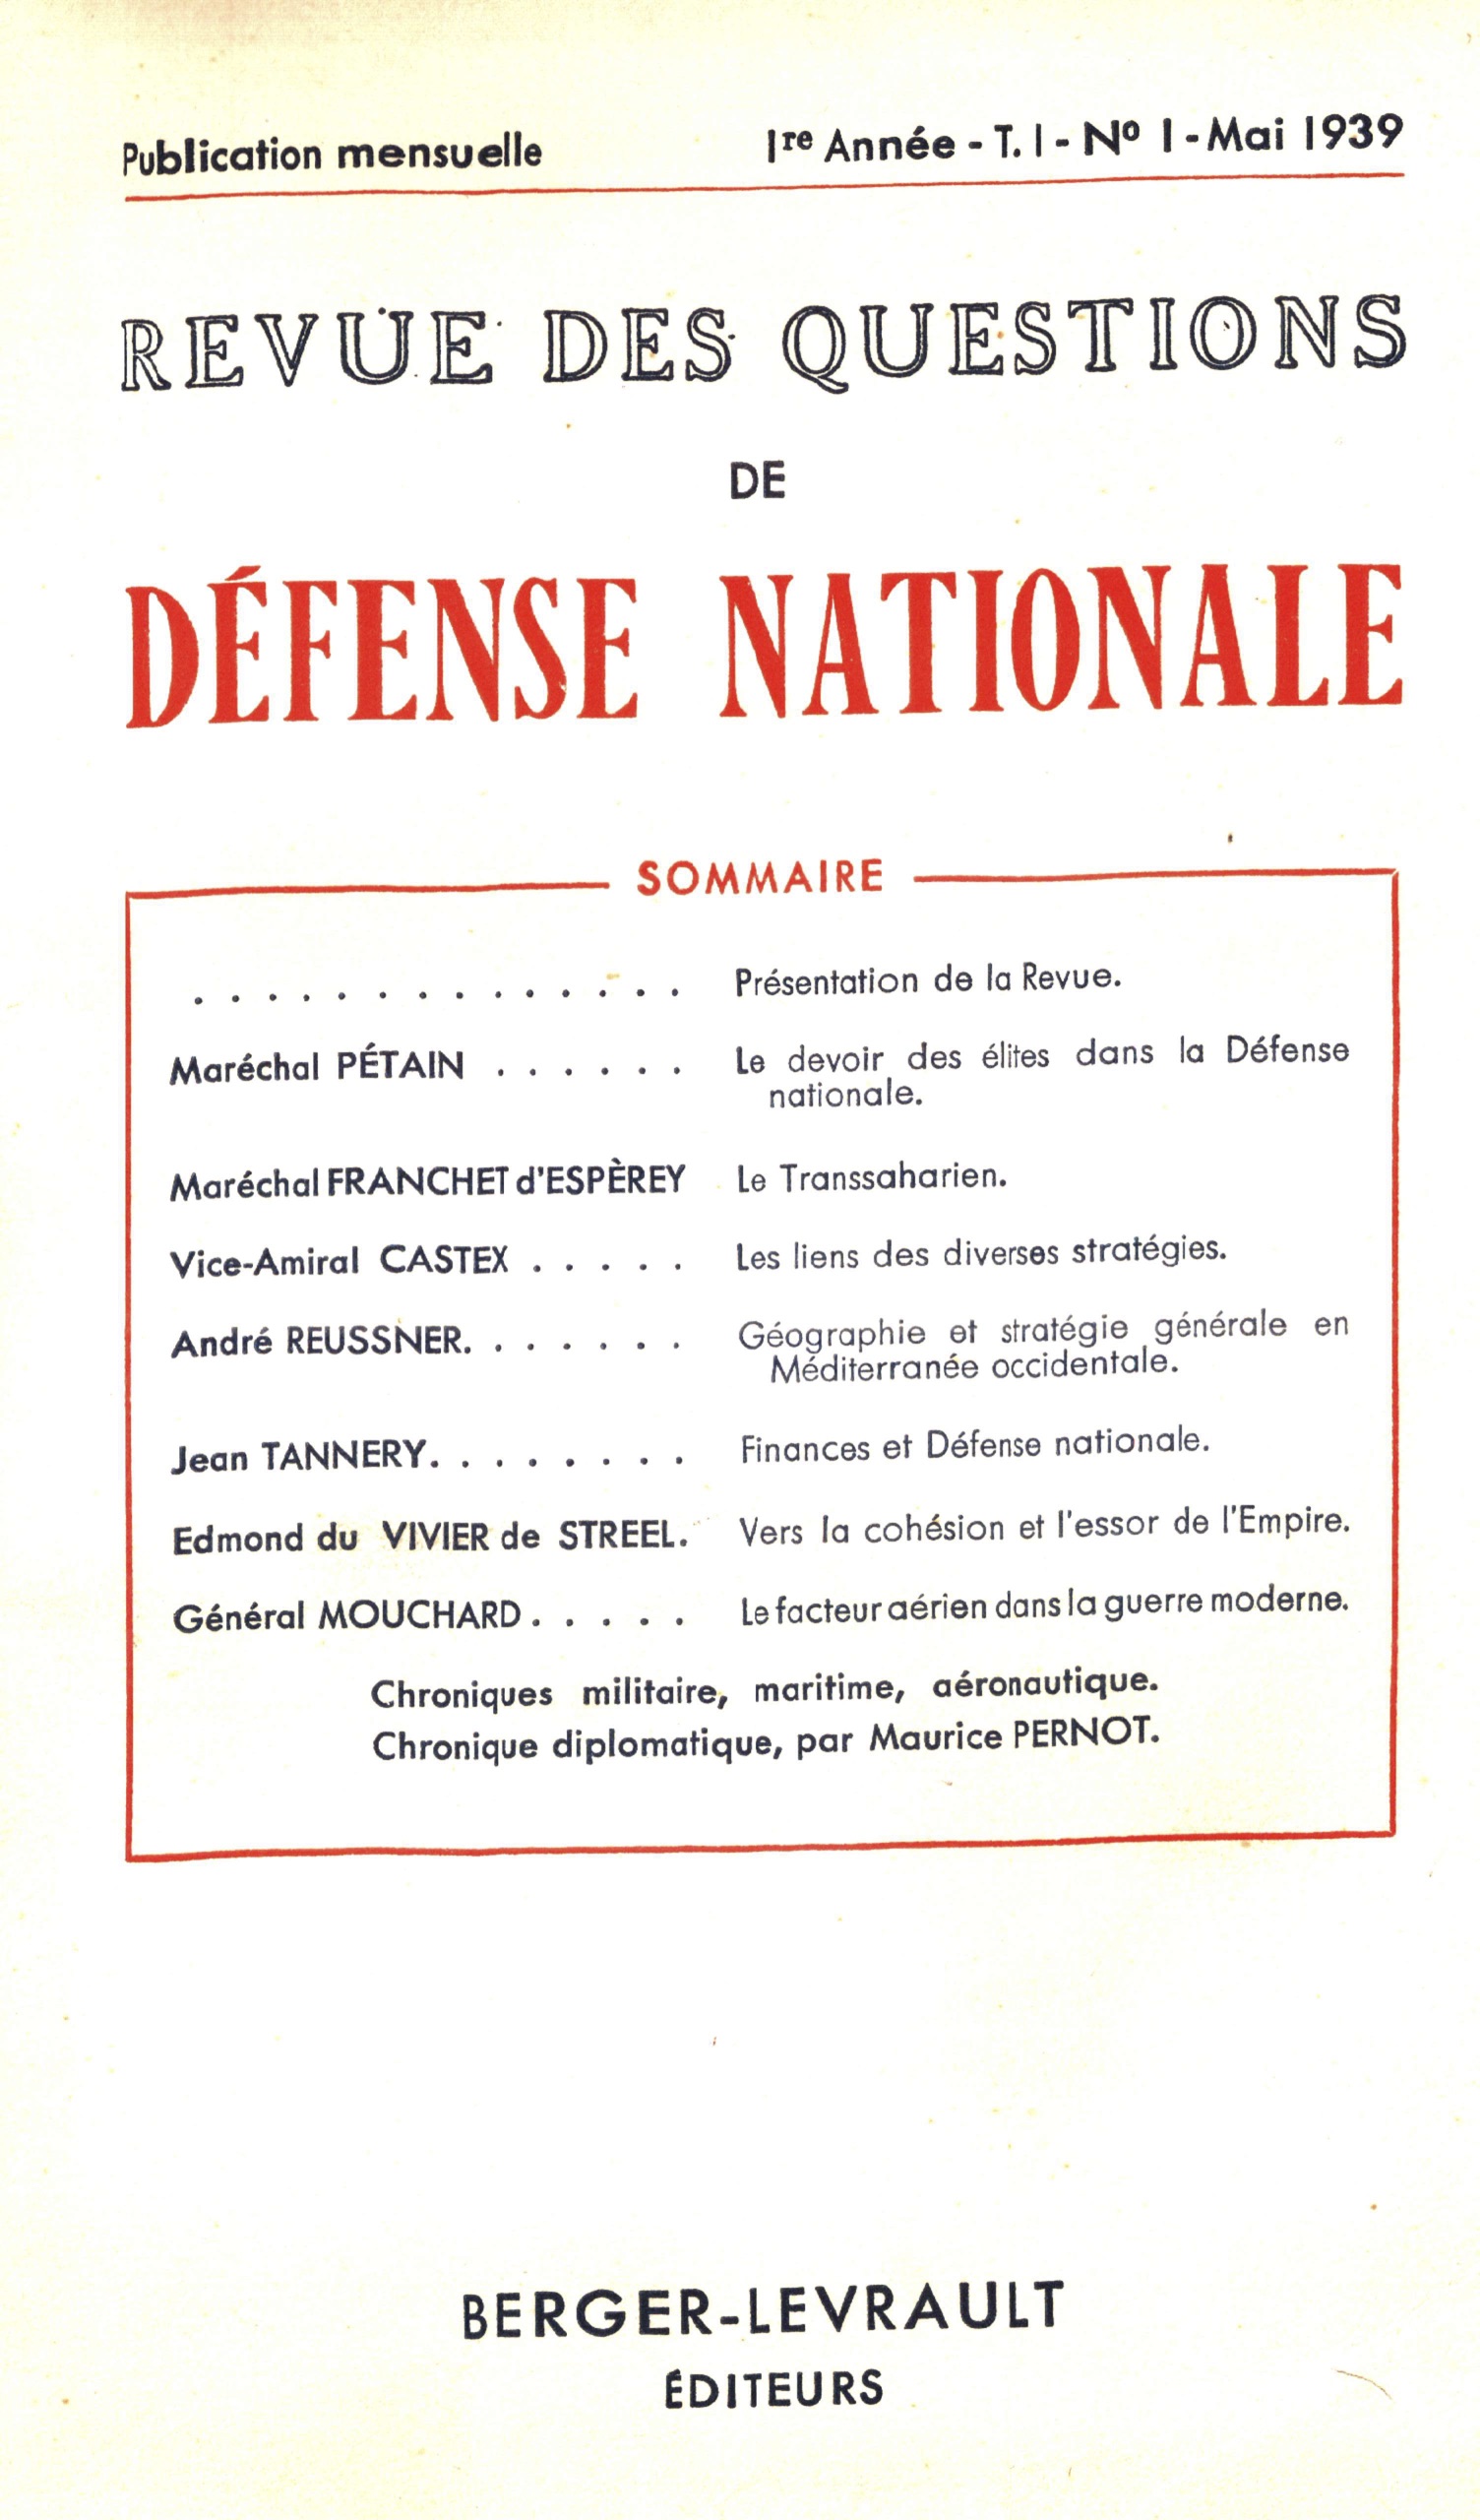 Publication mensuelle 1re Année - T. I - Nº 1 - Mai 1939
REVUE DES QUESTIONS
DE
DÉFENSE NATIONALE
SOMMAIRE
. . . . . . . . . . . . . . Présentation de la Revue.
Maréchal PÉTAIN . . . . . . Le devoir des élites dans la Défense
nationale.
Maréchal FRANCHET d'ESPÈREY Le Transsaharien.
Vice-Amiral CASTEX . . . . . Les liens des diverses stratégies.
André REUSSNER. . . . . . . Géographie et stratégie générale en
Méditerranée occidentale.
Jean TANNERY. . . . . . . . Finances et Défense nationale.
Edmond du VIVIER de STREEL. Vers la cohésion et l'essor de l'Empire.
Général MOUCHARD . . . . . Le facteur aérien dans la guerre moderne.
Chroniques militaire, maritime, aéronautique.
Chronique diplomatique, par Maurice PERNOT.
BERGER-LEVRAULT
ÉDITEURS